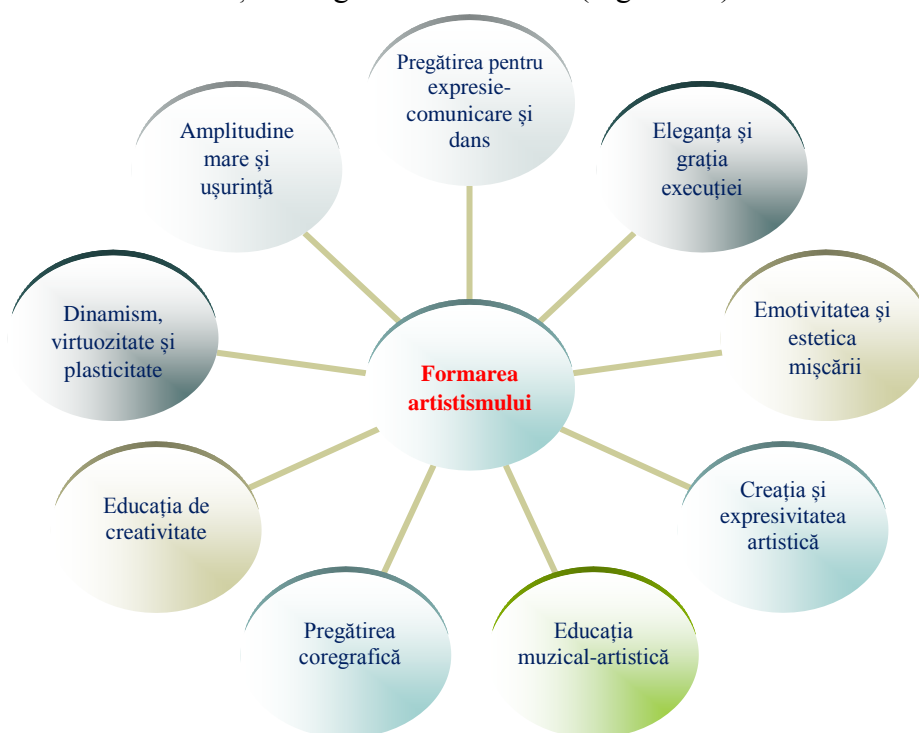 Pregătirea pentru
expresie-
comunicare și
dans
Eleganța și
grația
execuției
Emotivitatea și
estetica
mișcării
Creația și
expresivitatea
artistică
Educația
muzical-artistică
Pregătirea
coregrafică
Educația de
creativitate
Dinamism,
virtuozitate și
plasticitate
Amplitudine
mare și
ușurință
Formarea
artistismului